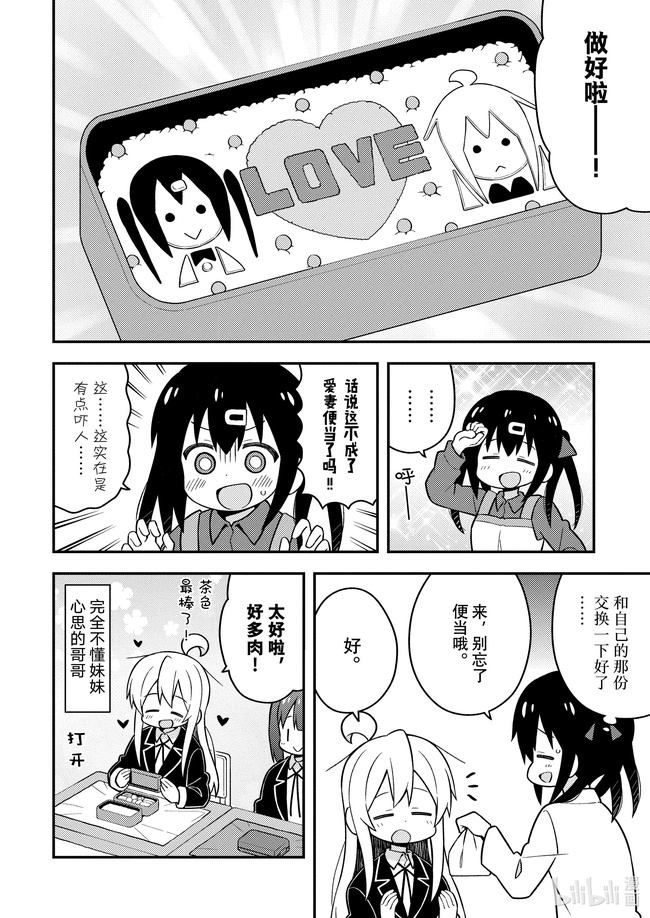 做好啦——！
LOVE
………
………
呼——
话说这不成了
爱妻便当了吗!!
这……这实在是
有点吓人……
和自己的那份
交换一下好了
……
来，别忘了
便当哦。
好。
太好啦，
好多肉！
茶色
最棒了！
完全不懂妹妹
心思的哥哥
打开
bilibili
漫画